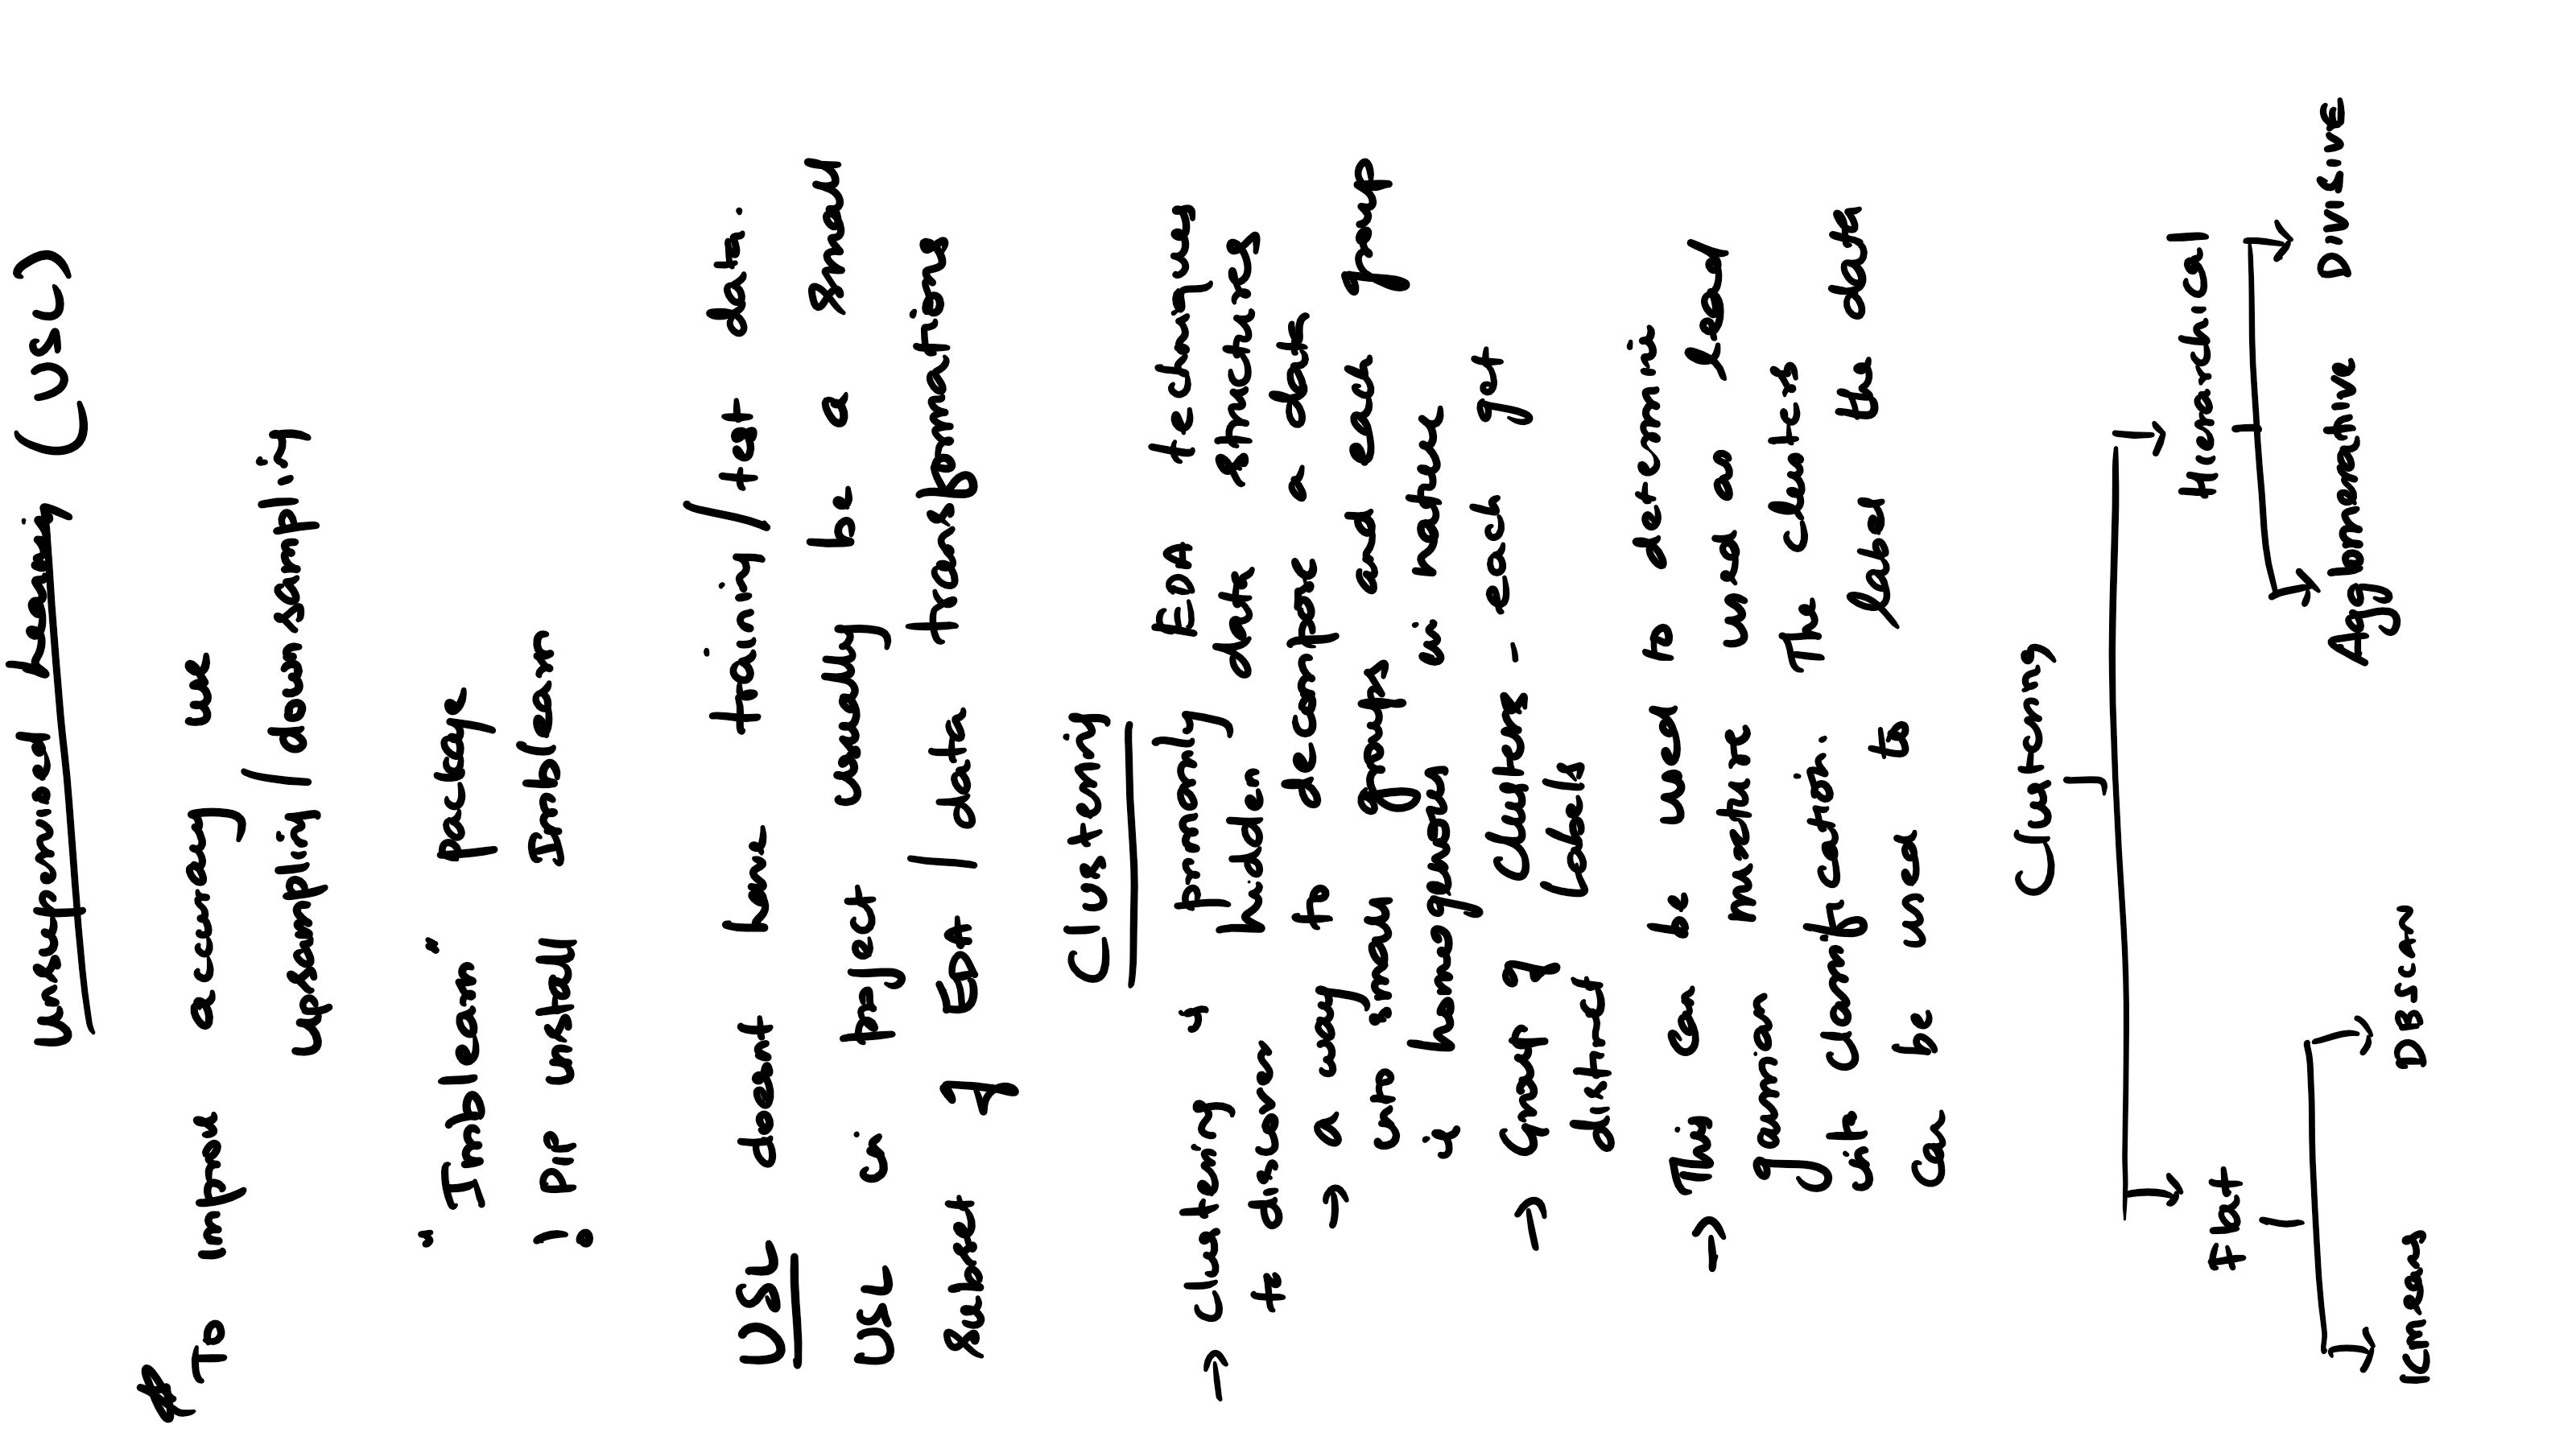 Unsupervised Learning (USL)
# To improve accuracy use
upsampling / downsampling
"Imblearn" package
! pip install Imblearn
USL doesnt have training / test data.
USL in project usually be a small
Subset of EDA / data transformations
Clustering
→ Clustering is primarily EDA techniques
to discover hidden data structures
→ a way to decompose a data
into small groups and each group
is homogenous in nature
→ Group of Clusters - each get
distinct Labels
→ This can be used to determine
gaussian mixture used as lead
into classification. The clusters
can be used to label the data
Clustering
Flat Hierarchical
Kmeans DBScan Agglomerative Divisive